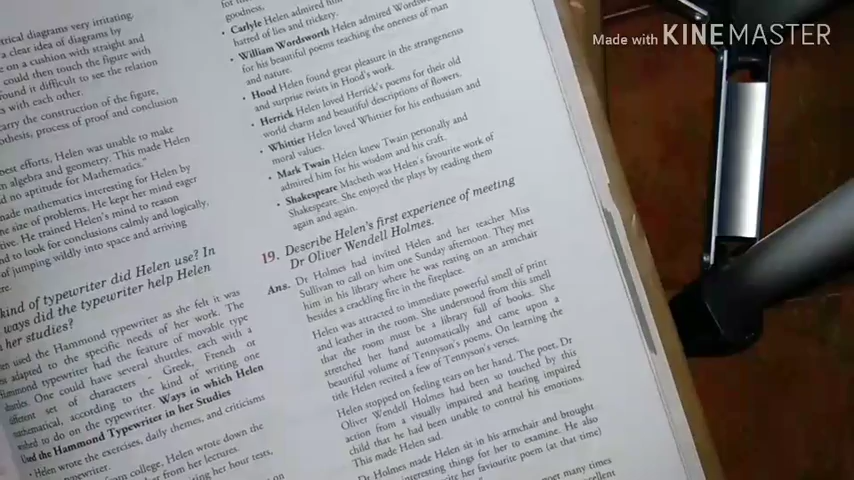 Made with KINEMASTER
trical diagrams very irritating.
a clear idea of diagrams by
e on a cushion with straight and
could then touch the figure with
found it difficult to see the relation
s with each other.
carry the construction of the figure,
othesis, process of proof and conclusion
best efforts, Helen was unable to make
n algebra and geometry. This made Helen
d no aptitude for Mathematics."
made mathematics interesting for Helen by
he size of problems. He kept her mind eager
tive. He trained Helen's mind to reason
nd to look for conclusions calmly and logically,
of jumping wildly into space and arriving
kind of typewriter did Helen use? In
ways did the typewriter help Helen
her studies?
used the Hammond typewriter as she felt it was
adapted to the specific needs of her work. The
Hammond typewriter had the feature of movable type
shuttles. One could have several shuttles, each with a
different set of characters - Greek, French or
mathematical, according to the kind of writing one
wished to do on the typewriter. Ways in which Helen
Used the Hammond Typewriter in her Studies
• Helen wrote the exercises, daily themes, and criticisms
typewriter.
from college, Helen wrote down the
her from her lectures.
goodness.
• Carlyle Helen admired him
hatred of lies and trickery.
• William Wordsworth Helen admired
for his beautiful poems teaching the oneness of man
and nature.
• Hood Helen found great pleasure in the strangeness
and surprise twists in Hood's work.
• Herrick Helen loved Herrick's poems for their old
world charm and beautiful descriptions of flowers.
• Whittier Helen loved Whittier for his enthusiasm and
moral values.
• Mark Twain Helen knew Twain personally and
admired him for his wisdom and his craft.
• Shakespeare Macbeth was Helen's favourite work of
Shakespeare. She enjoyed the plays by reading them
again and again.
19. Describe Helen's first experience of meeting
Dr Oliver Wendell Holmes.
Ans. Dr Holmes had invited Helen and her teacher Miss
Sullivan to call on him one Sunday afternoon. They met
him in his library where he was resting on an armchair
besides a crackling fire in the fireplace.
Helen was attracted to immediate powerful smell of print
and leather in the room. She understood from this smell
that the room must be a library full of books. She
stretched her hand automatically and came upon a
beautiful volume of Tennyson's poems. On learning the
title Helen recited a few of Tennyson's verses.
Helen stopped on feeling tears on her hand. The poet, Dr
Oliver Wendell Holmes had been so touched by this
action from a visually impaired and hearing impaired
child that he had been unable to control his emotions.
This made Helen sad.
Dr Holmes made Helen sit in his armchair and brought
interesting things for her to examine. He also
her favourite poem (at that time)
poet many times